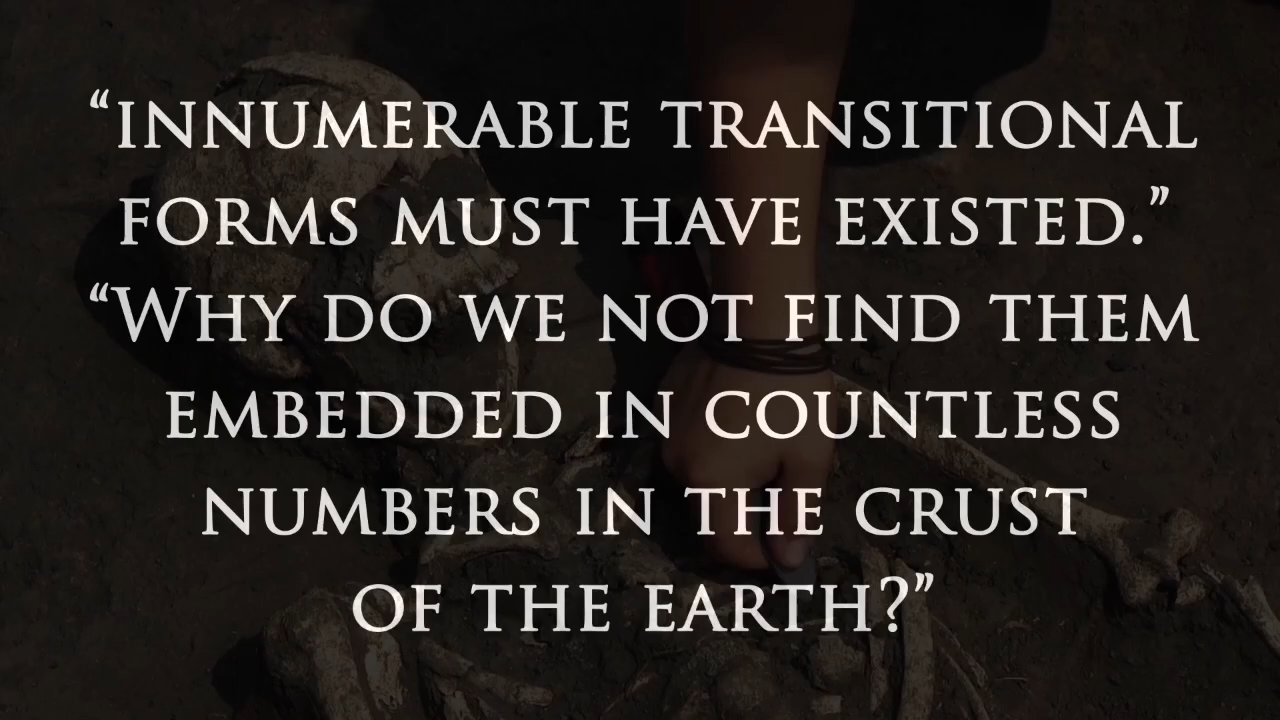 “INNUMERABLE TRANSITIONAL
FORMS MUST HAVE EXISTED.”
“WHY DO WE NOT FIND THEM
EMBEDDED IN COUNTLESS
NUMBERS IN THE CRUST
OF THE EARTH?”